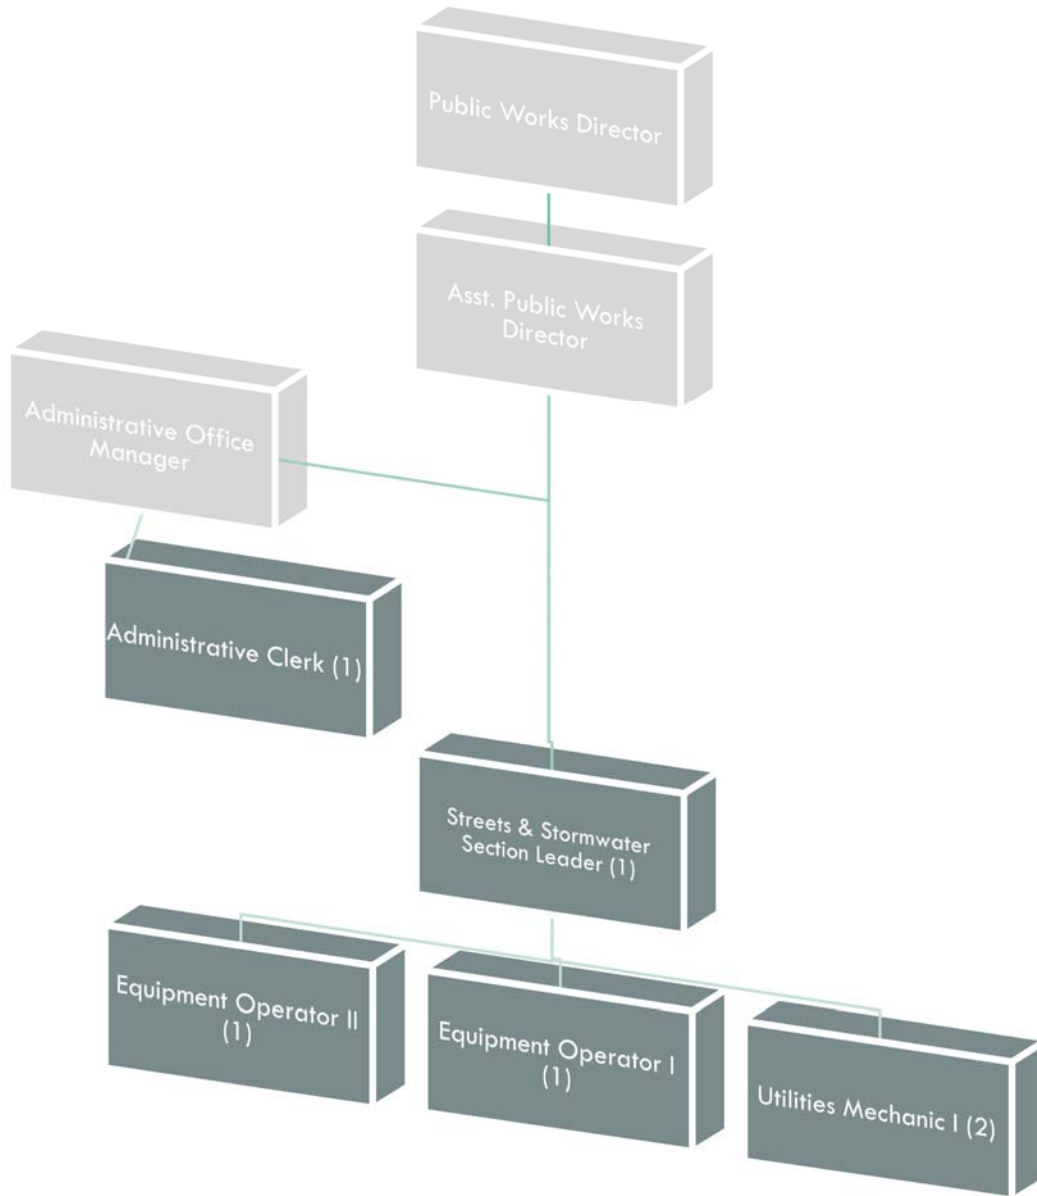 Public Works Director
Asst. Public Works
Director
Administrative Office
Manager
Administrative Clerk (1)
Streets & Stormwater
Section Leader (1)
Equipment Operator II
(1)
Equipment Operator I
(1)
Utilities Mechanic I (2)